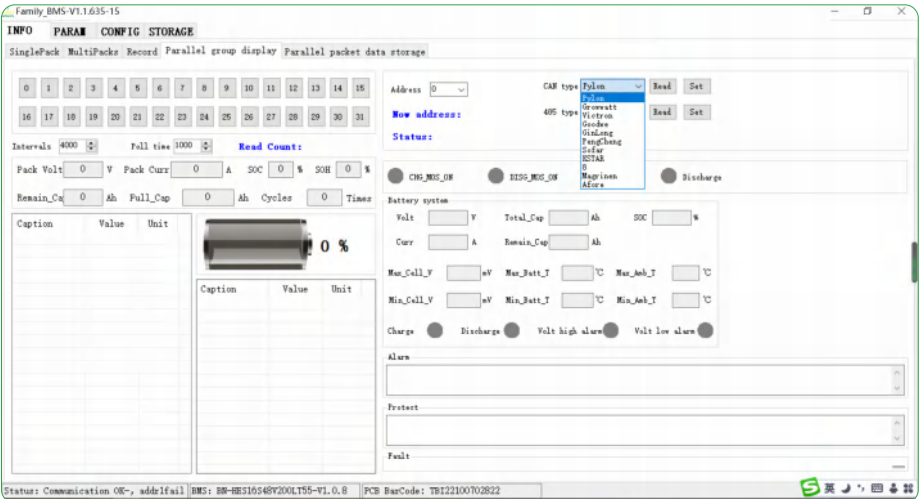 Family_BMS-V1.1.635-15
INFO PARAM CONFIG STORAGE
SinglePack MultiPacks Record Parallel group display Parallel packet data storage
0 1 2 3 4 5 6 7 8 9 10 11 12 13 14 15
16 17 18 19 20 21 22 23 24 25 26 27 28 29 30 31
Intervals 4000 Poll time 1000 Read Count:
Pack Volt 0 V Pack Curr 0 A SOC 0 % SOH 0 %
Remain_Ca 0 Ah Full_Cap 0 Ah Cycles 0 Times
Caption Value Unit
0 %
Caption Value Unit
Address 0
CAN type Pylon Read Set
Now address:
485 type Read Set
Status:
Pylon
Growatt
Victron
Goodwe
GinLong
PengCheng
Sofar
8
Megrinen
Afore
CHG_MOS_ON DISG_MOS_ON Discharge
Battery system
Volt V Total_Cap Ah SOC %
Curr A Remain_Cap Ah
Max_Cell_V mV Max_Batt_T ℃ Max_Amb_T ℃
Min_Cell_V mV Min_Batt_T ℃ Min_Amb_T ℃
Charge Discharge Volt high alarm Volt low alarm
Alarm
Protect
Fault
Status: Communication OK-, addr1fail BMS: BN-HES16S48V200LT55-V1.0.8 PCB BarCode: TBI22100702822
英